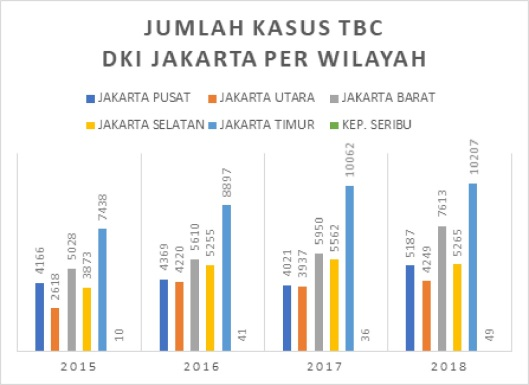 JUMLAH KASUS TBC
DKI JAKARTA PER WILAYAH
JAKARTA PUSAT JAKARTA UTARA JAKARTA BARAT
JAKARTA SELATAN JAKARTA TIMUR KEP. SERIBU
4166 2618 5028 3873 7438 10
4369 4220 5610 5255 8897 41
4021 3937 5950 5562 10062 36
5187 4249 7613 5265 10207 49
2015 2016 2017 2018